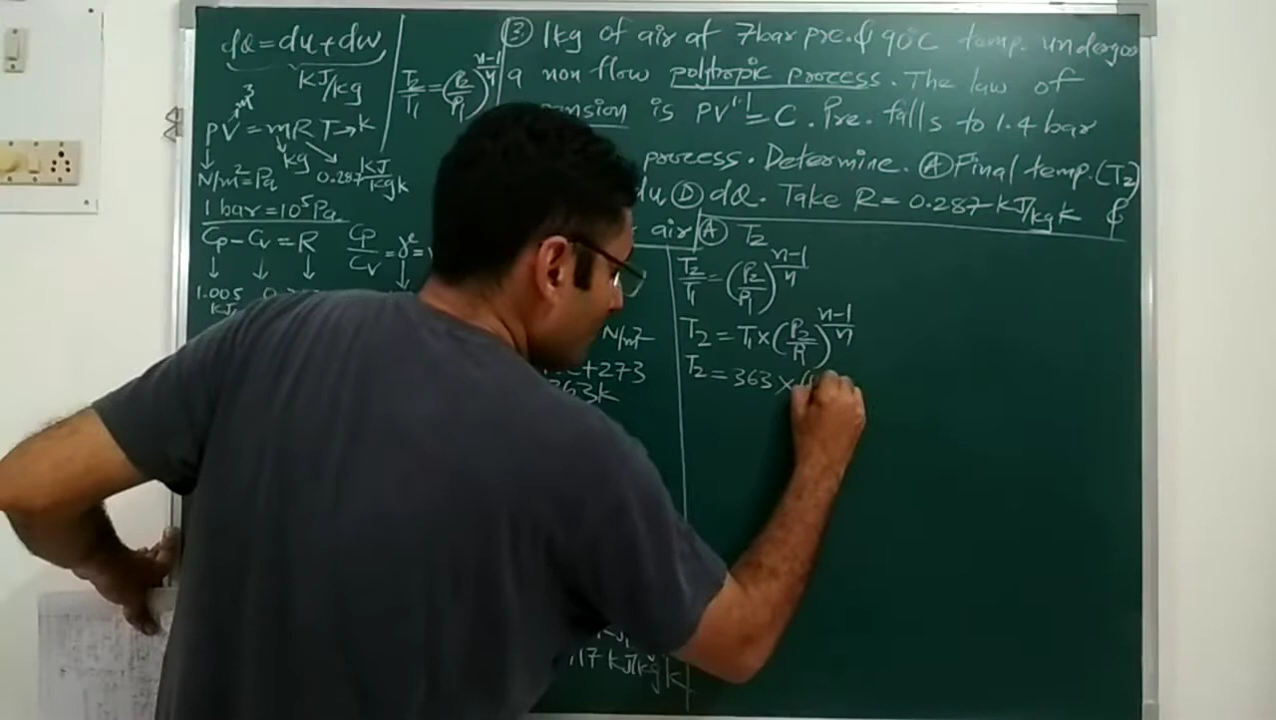 dQ = du + dw
KJ/kg
T2/T1 = (P2/P1)^n-1/n
m^3
PV = mRT → k
kg
N/m² = Pa
0.287 KJ/kgk
1 bar = 10^5 Pa
Cp - Cv = R
Cp/Cv = γ =
1.005
KJ
③ 1kg of air at 7bar pre. & 90°C temp. undergoes
a non flow polytropic process. The law of
is PV^1.1 = C. Pre. falls to 1.4 bar
process. Determine. Ⓐ Final temp. (T2)
du Ⓓ dQ. Take R = 0.287 KJ/kgk &
air
Ⓐ T2
T2/T1 = (P2/P1)^n-1/n
T2 = T1 × (P2/P1)^n-1/n
T2 = 363 × (
N/m²
+273
363k
KJ/kgk